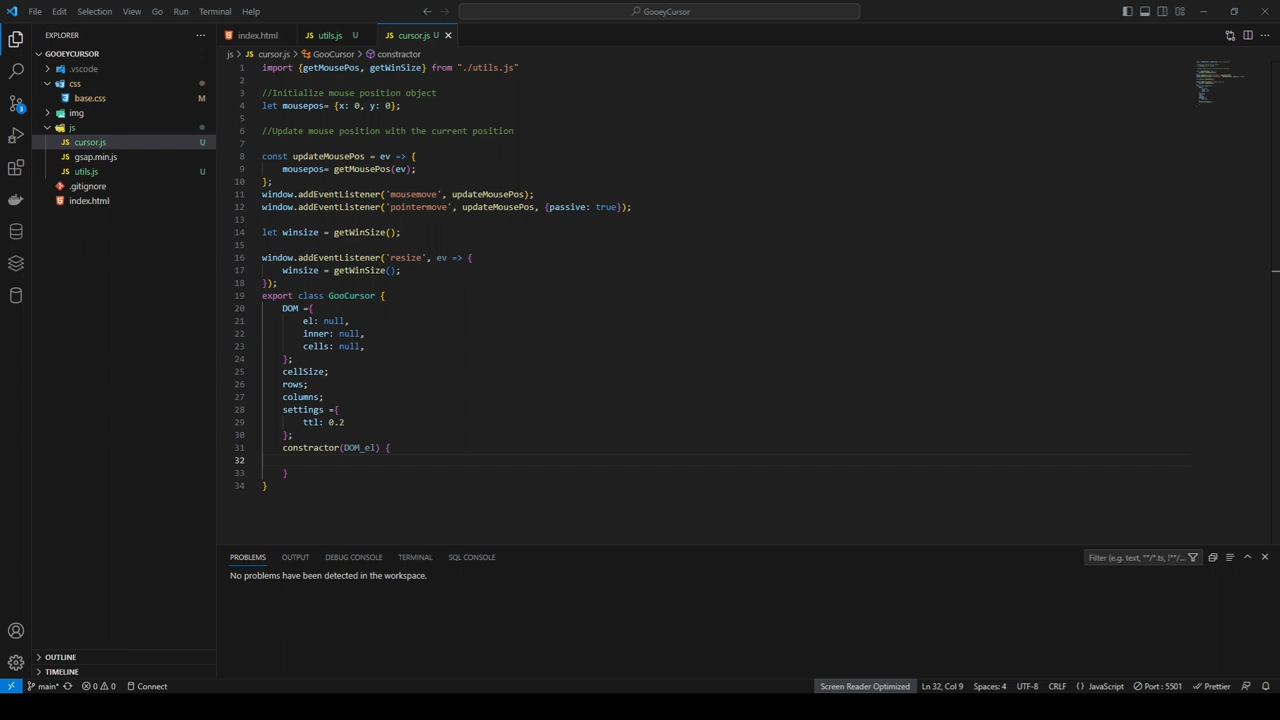 File Edit Selection View Go Run Terminal Help
GooeyCursor
EXPLORER
GOOEYCURSOR
.vscode
css
base.css M
img
js
cursor.js U
gsap.min.js
utils.js U
.gitignore
index.html
OUTLINE
TIMELINE
index.html utils.js U cursor.js U
js > cursor.js > GooCursor > constractor
1 import {getMousePos, getWinSize} from "./utils.js"
2
3 //Initialize mouse position object
4 let mousepos= {x: 0, y: 0};
5
6 //Update mouse position with the current position
7
8 const updateMousePos = ev => {
9 mousepos= getMousePos(ev);
10 };
11 window.addEventListener('mousemove', updateMousePos);
12 window.addEventListener('pointermove', updateMousePos, {passive: true});
13
14 let winsize = getWinSize();
15
16 window.addEventListener('resize', ev => {
17 winsize = getWinSize();
18 });
19 export class GooCursor {
20 DOM ={
21 el: null,
22 inner: null,
23 cells: null,
24 };
25 cellSize;
26 rows;
27 columns;
28 settings ={
29 ttl: 0.2
30 };
31 constractor(DOM_el) {
32
33 }
34 }
PROBLEMS OUTPUT DEBUG CONSOLE TERMINAL SQL CONSOLE
Filter (e.g. text, **/*.ts, !**/...
No problems have been detected in the workspace.
3
main* 0 0 Connect
Screen Reader Optimized Ln 32, Col 9 Spaces: 4 UTF-8 CRLF {} JavaScript Port : 5501 Prettier